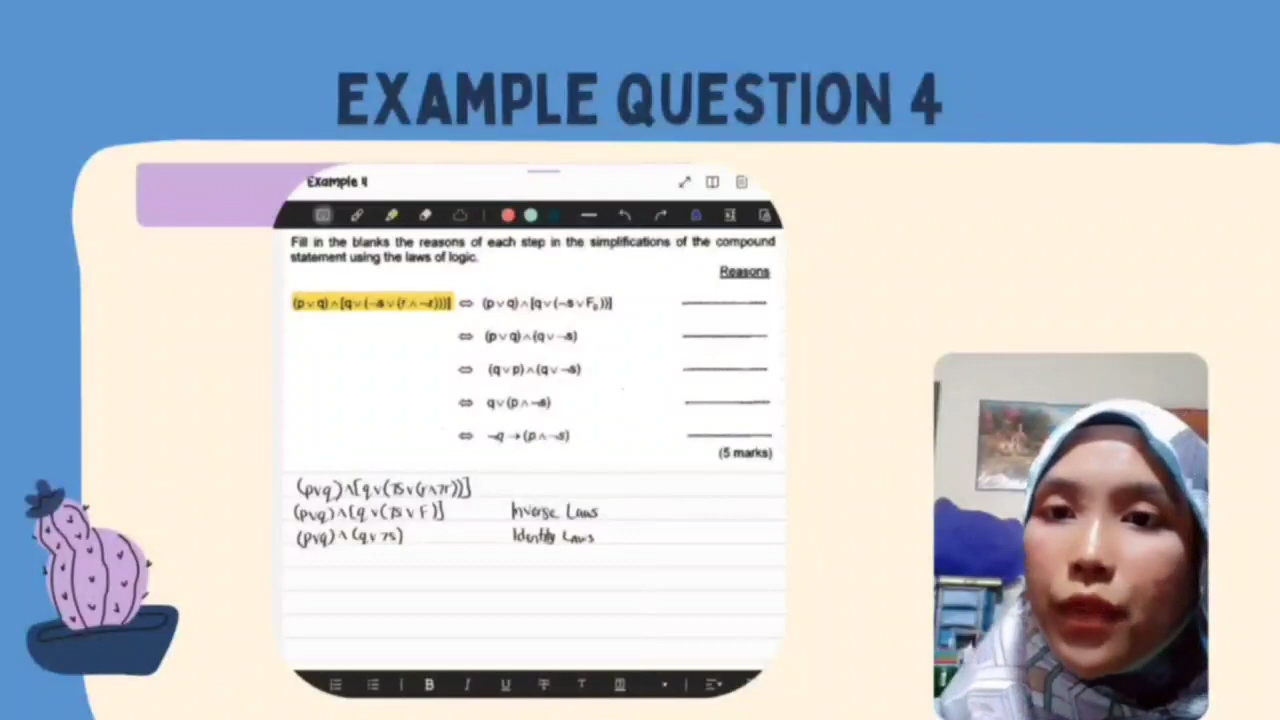 EXAMPLE QUESTION 4
Example 4
Fill in the blanks the reasons of each step in the simplifications of the compound
statement using the laws of logic.
Reasons
(p ∨ q) ∧ [q ∨ (¬s ∨ (r ∧ ¬r))] ⇔ (p ∨ q) ∧ [q ∨ (¬s ∨ F₀))]
⇔ (p ∨ q) ∧ (q ∨ ¬s)
⇔ (q ∨ p) ∧ (q ∨ ¬s)
⇔ q ∨ (p ∧ ¬s)
⇔ ¬q → (p ∧ ¬s)
(5 marks)
(p∨q) ∧ [q ∨ (¬s ∨ (r ∧ ¬r))]
(p∨q) ∧ [q ∨ (¬s ∨ F)] Inverse Laws
(p∨q) ∧ (q ∨ ¬s) Identity Laws
B I U T T